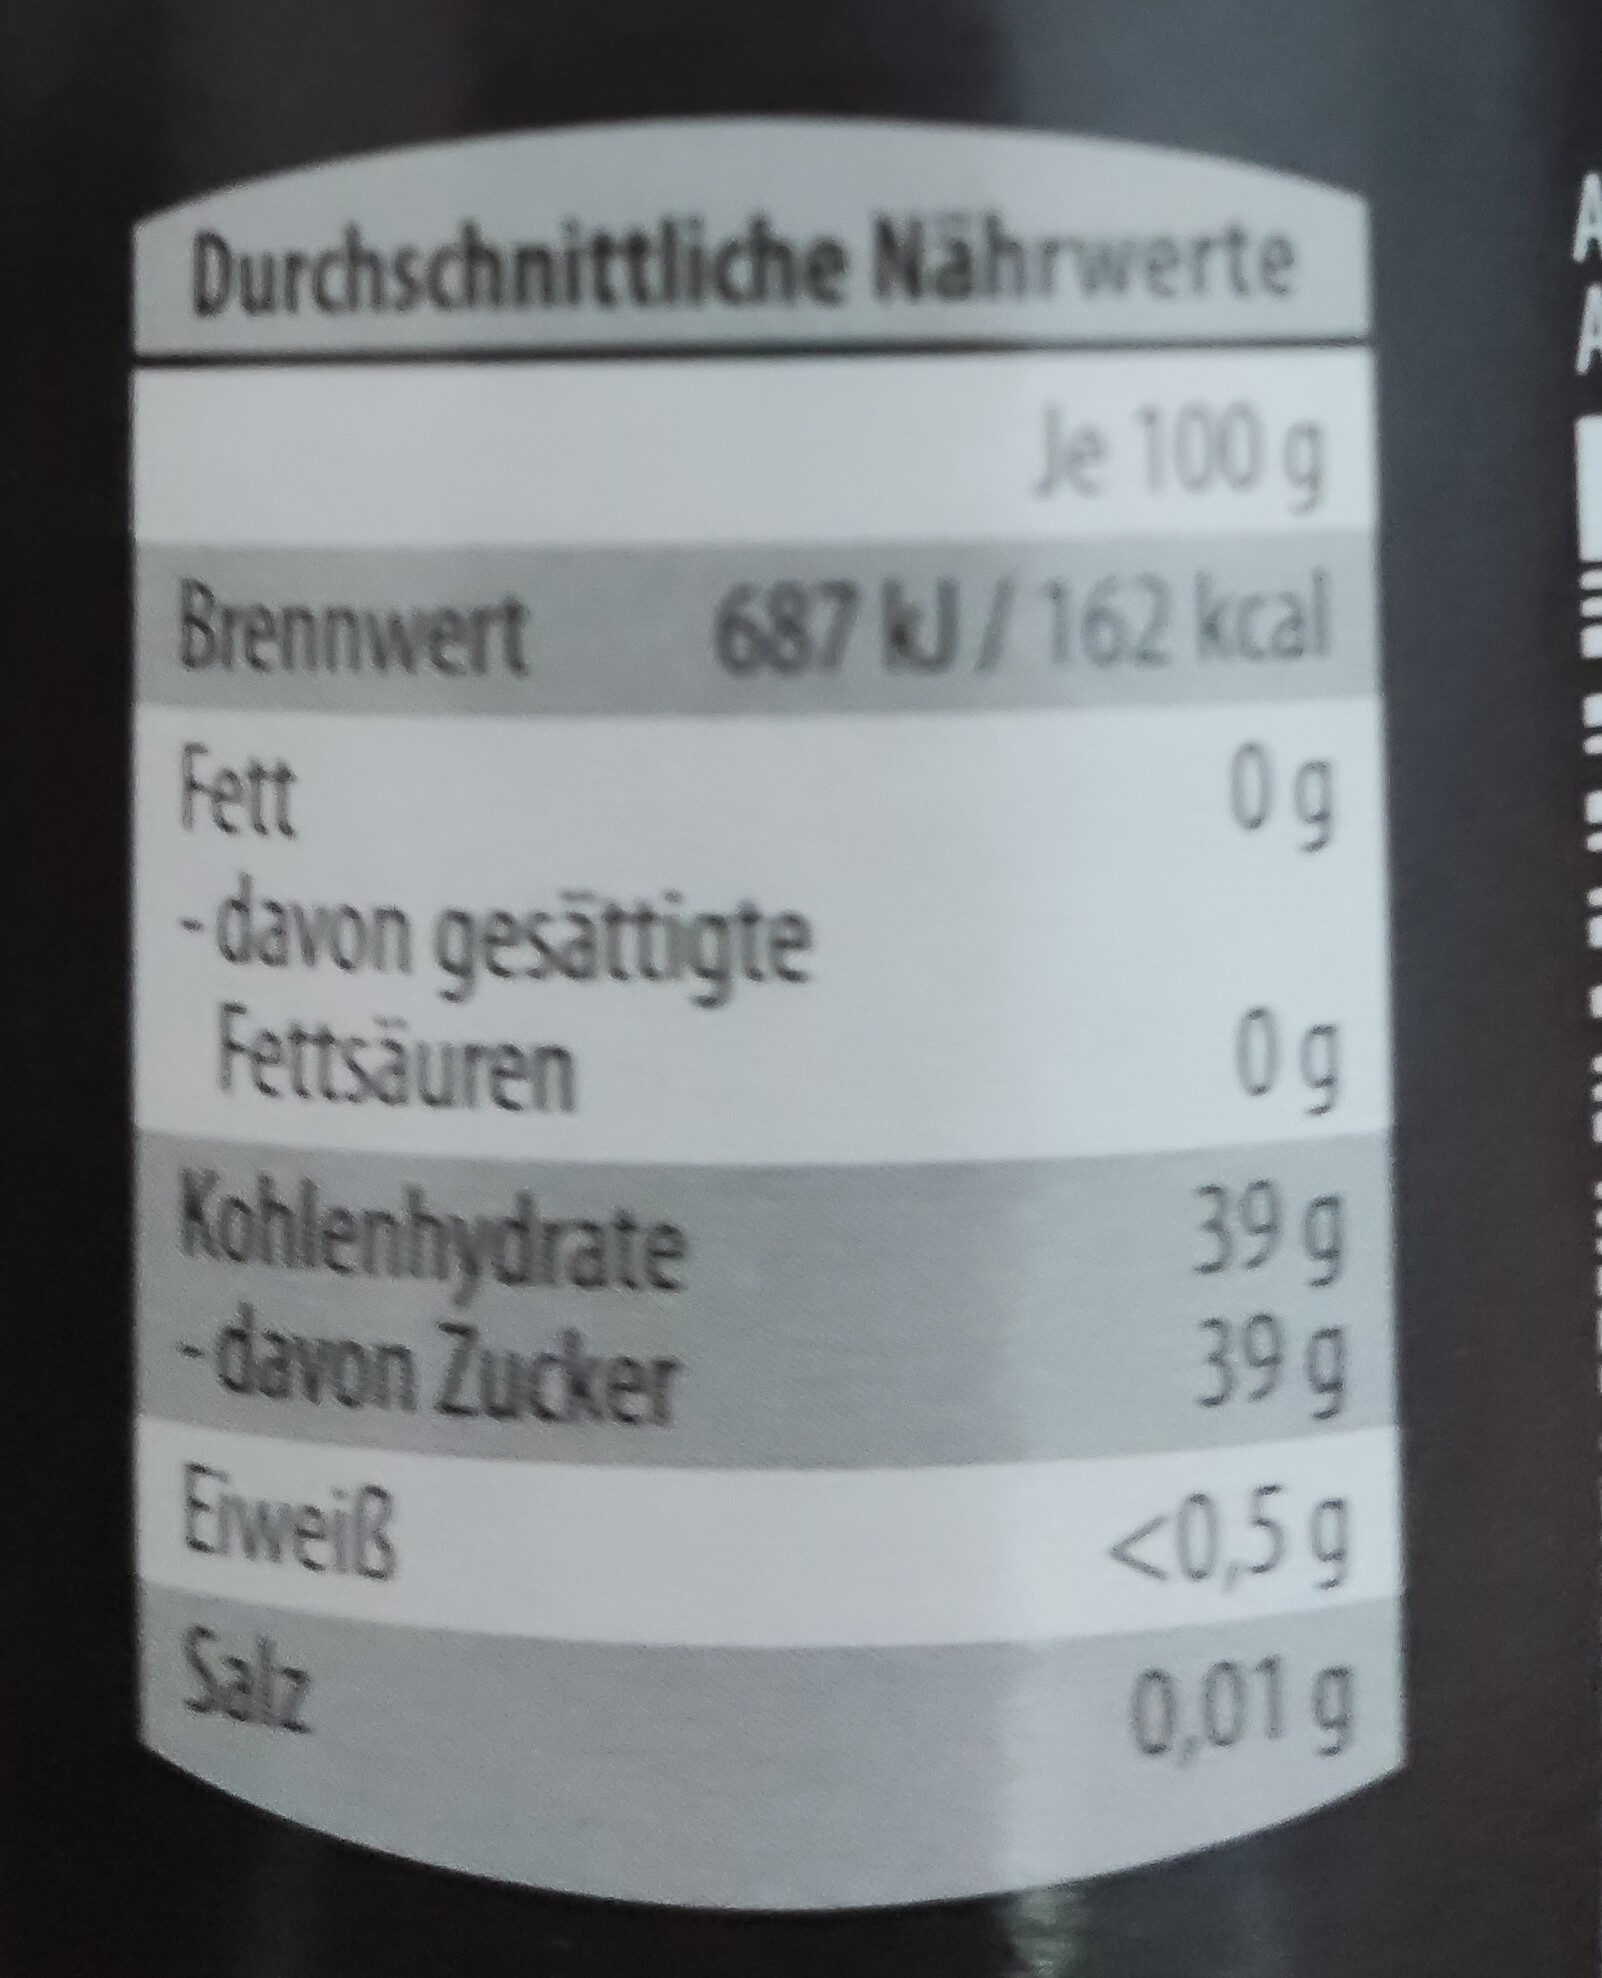 Durchschnittliche Nährwerte
Je 100 g
Brennwert 687 kJ / 162 kcal
Fett 0 g
- davon gesättigte
Fettsäuren 0 g
Kohlenhydrate 39 g
- davon Zucker 39 g
Eiweiß <0,5 g
Salz 0,01 g
A
A